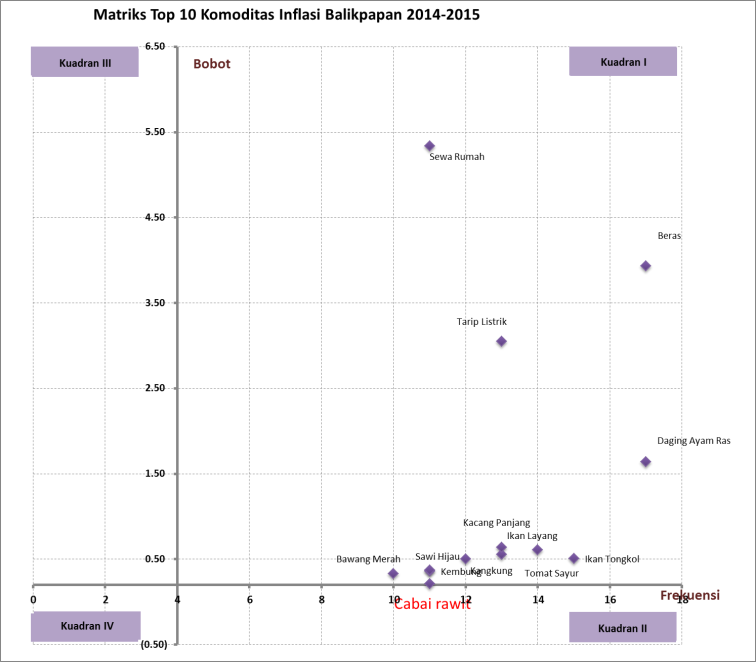 Matriks Top 10 Komoditas Inflasi Balikpapan 2014-2015
6.50
Kuadran III
Bobot
Kuadran I
5.50
Sewa Rumah
4.50
Beras
3.50
Tarip Listrik
2.50
Daging Ayam Ras
1.50
Kacang Panjang
Ikan Layang
0.50
Bawang Merah
Sawi Hijau
Ikan Tongkol
Kembung
Kangkung
Tomat Sayur
Frekuensi
0 2 4 6 8 10 12 14 16 18
Cabai rawit
Kuadran IV
Kuadran II
(0.50)